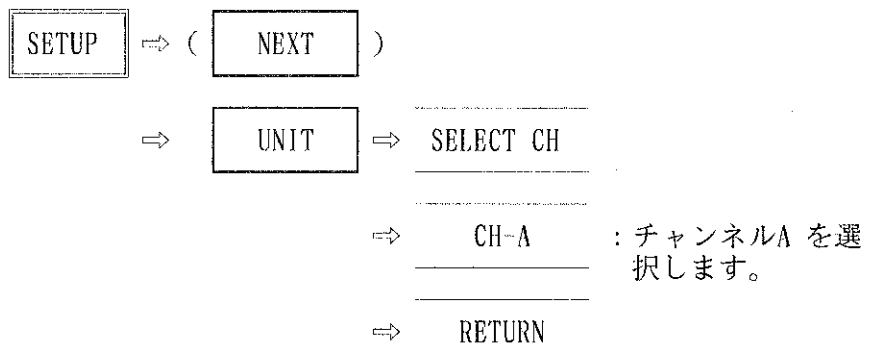 SETUP ⇨ ( NEXT )
⇨ UNIT ⇨ SELECT CH
⇨ CH-A :チャンネルA を選
択します。
⇨ RETURN